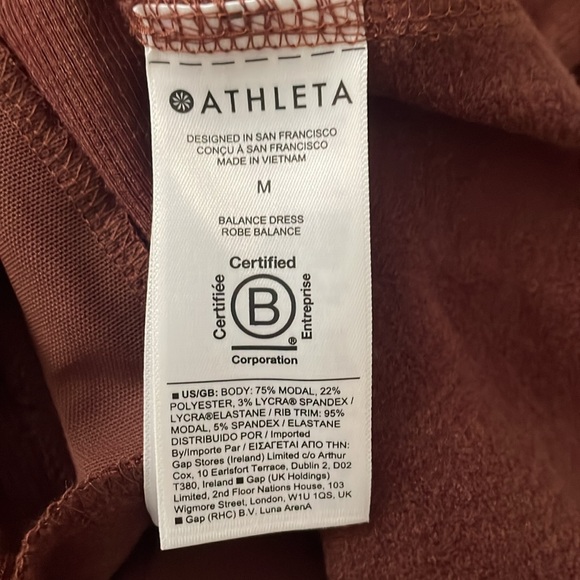 ATHLETA
DESIGNED IN SAN FRANCISCO
CONÇU À SAN FRANCISCO
MADE IN VIETNAM
M
BALANCE DRESS
ROBE BALANCE
Certified
Certifiée
B
Entreprise
®
Corporation
■ US/GB: BODY: 75% MODAL, 22%
POLYESTER, 3% LYCRA® SPANDEX /
LYCRA®ELASTANE / RIB TRIM: 95%
MODAL, 5% SPANDEX / ELASTANE
DISTRIBUIDO POR / Imported
By/Importe Par / ΕΙΣΑΓΕΤΑΙ ΑΠΟ ΤΗΝ:
Gap Stores (Ireland) Limited c/o Arthur
Cox, 10 Earlsfort Terrace, Dublin 2, D02
T380, Ireland ■ Gap (UK Holdings)
Limited, 2nd Floor Nations House, 103
Wigmore Street, London, W1U 1QS, UK
■ Gap (RHC) B.V. Luna ArenA